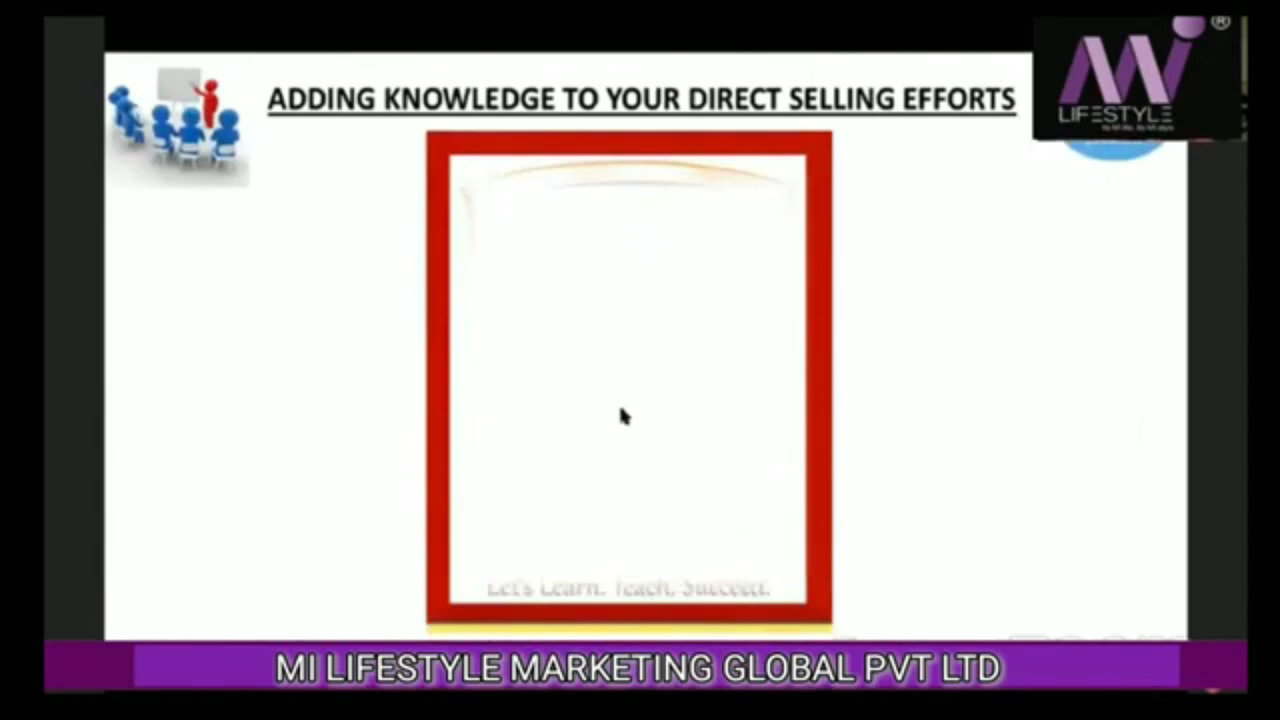 ADDING KNOWLEDGE TO YOUR DIRECT SELLING EFFORTS
®
LIFESTYLE
Let's Learn. Teach. Succeed.
MI LIFESTYLE MARKETING GLOBAL PVT LTD